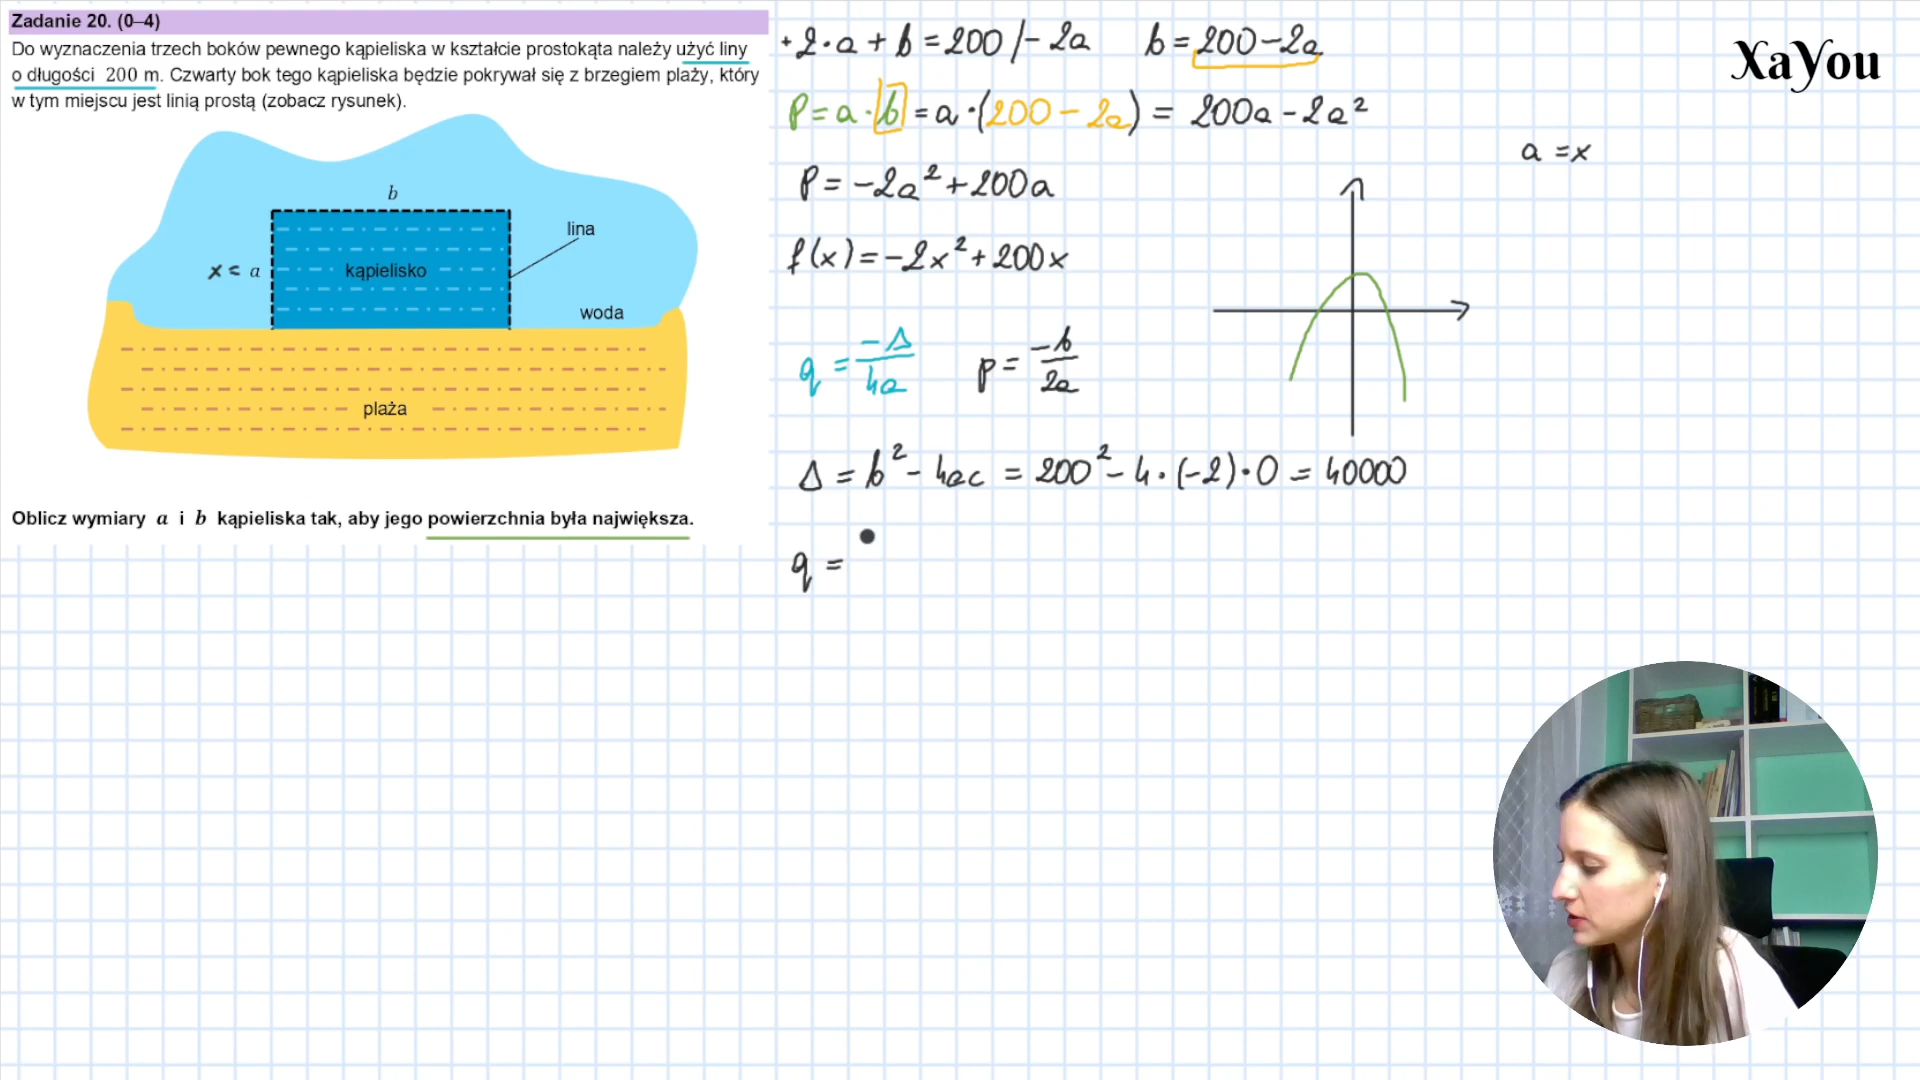 Zadanie 20. (0–4)
Do wyznaczenia trzech boków pewnego kąpieliska w kształcie prostokąta należy użyć liny
o długości 200 m. Czwarty bok tego kąpieliska będzie pokrywał się z brzegiem plaży, który
w tym miejscu jest linią prostą (zobacz rysunek).
b
lina
x = a
kąpielisko
woda
plaża
Oblicz wymiary a i b kąpieliska tak, aby jego powierzchnia była największa.
+2·a + b = 200 /- 2a b = 200-2a
P = a·b = a·(200-2a) = 200a - 2a²
a = x
P = -2a² + 200a
f(x) = -2x² + 200x
q = -Δ/4a p = -b/2a
Δ = b² - 4ac = 200² - 4·(-2)·0 = 40000
q =
XaYou